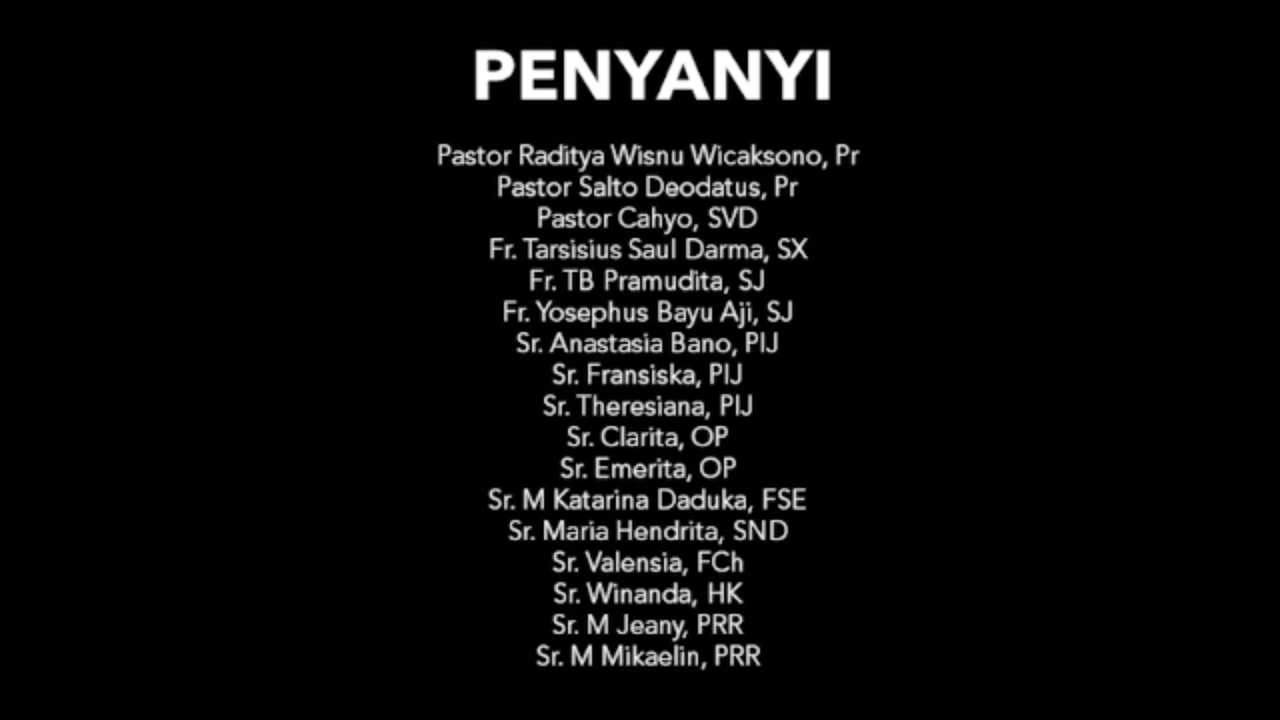 PENYANYI
Pastor Raditya Wisnu Wicaksono, Pr
Pastor Salto Deodatus, Pr
Pastor Cahyo, SVD
Fr. Tarsisius Saul Darma, SX
Fr. TB Pramudita, SJ
Fr. Yosephus Bayu Aji, SJ
Sr. Anastasia Bano, PIJ
Sr. Fransiska, PIJ
Sr. Theresiana, PIJ
Sr. Clarita, OP
Sr. Emerita, OP
Sr. M Katarina Daduka, FSE
Sr. Maria Hendrita, SND
Sr. Valensia, FCh
Sr. Winanda, HK
Sr. M Jeany, PRR
Sr. M Mikaelin, PRR